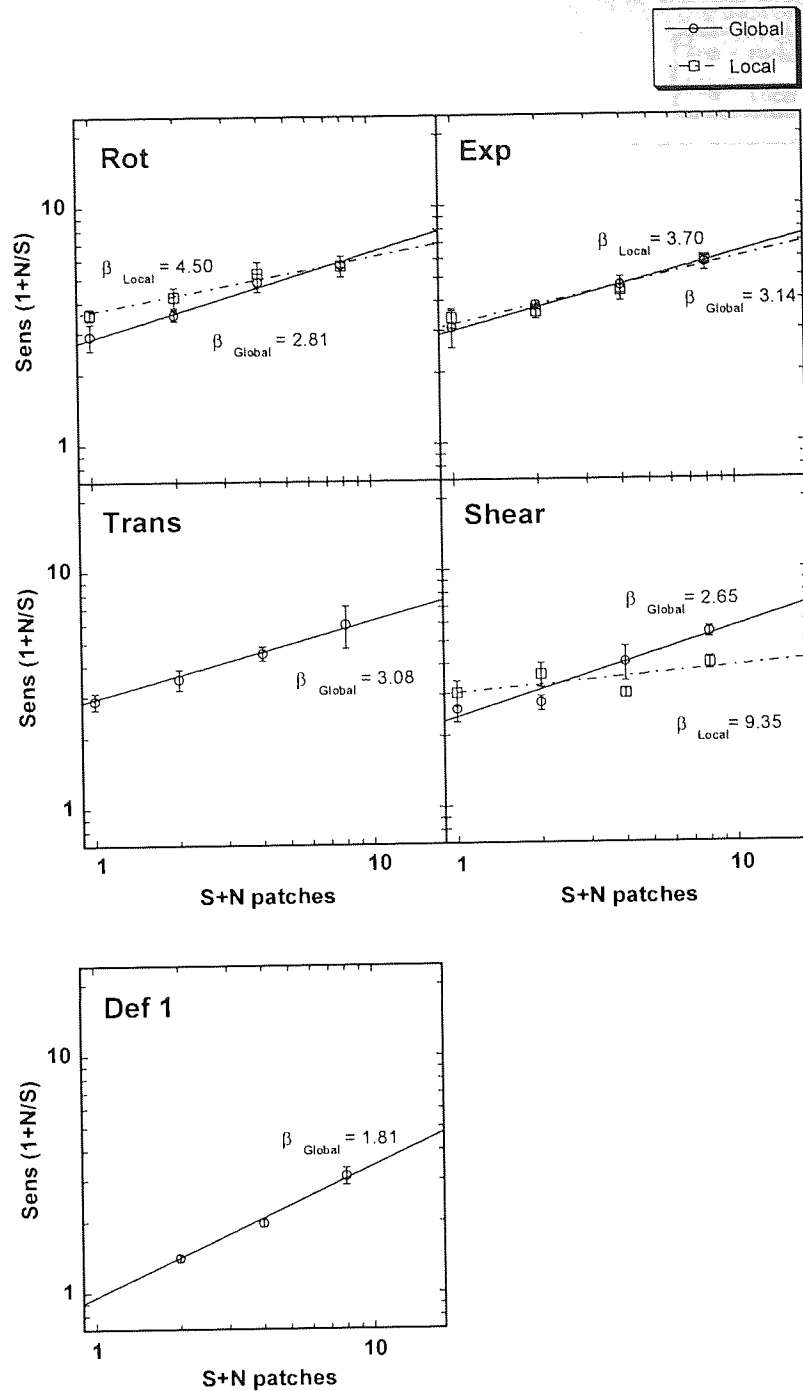 Global
Local
Rot
Exp
10
β Local = 4.50
β Local = 3.70
Sens (1+N/S)
β Global = 3.14
β Global = 2.81
1
Trans
Shear
10
β Global = 2.65
Sens (1+N/S)
β Global = 3.08
β Local = 9.35
1
1 10 1 10
S+N patches S+N patches
Def 1
10
Sens (1+N/S)
β Global = 1.81
1
1 10
S+N patches